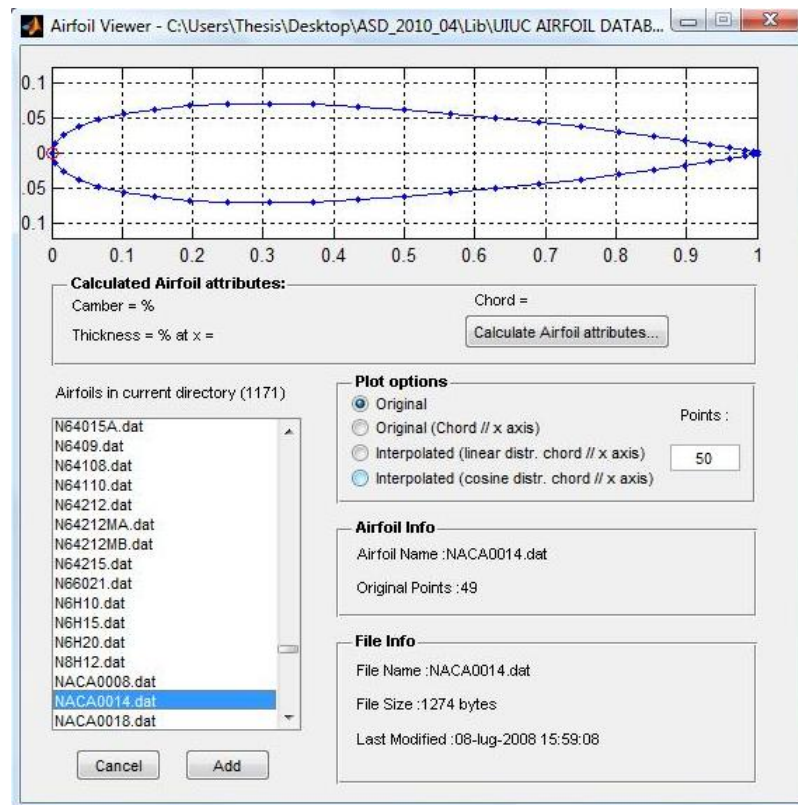 Airfoil Viewer - C:\Users\Thesis\Desktop\ASD_2010_04\Lib\UIUC AIRFOIL DATAB...
0.1
.05
0
.05
0.1
0 0.1 0.2 0.3 0.4 0.5 0.6 0.7 0.8 0.9 1
Calculated Airfoil attributes:
Camber = %
Chord =
Thickness = % at x =
Calculate Airfoil attributes...
Airfoils in current directory (1171)
N64015A.dat
N6409.dat
N64108.dat
N64110.dat
N64212.dat
N64212MA.dat
N64212MB.dat
N64215.dat
N66021.dat
N6H10.dat
N6H15.dat
N6H20.dat
N8H12.dat
NACA0008.dat
NACA0014.dat
NACA0018.dat
Cancel
Add
Plot options
Original
Original (Chord // x axis)
Interpolated (linear distr. chord // x axis)
Interpolated (cosine distr. chord // x axis)
Points :
50
Airfoil Info
Airfoil Name :NACA0014.dat
Original Points :49
File Info
File Name :NACA0014.dat
File Size :1274 bytes
Last Modified :08-lug-2008 15:59:08